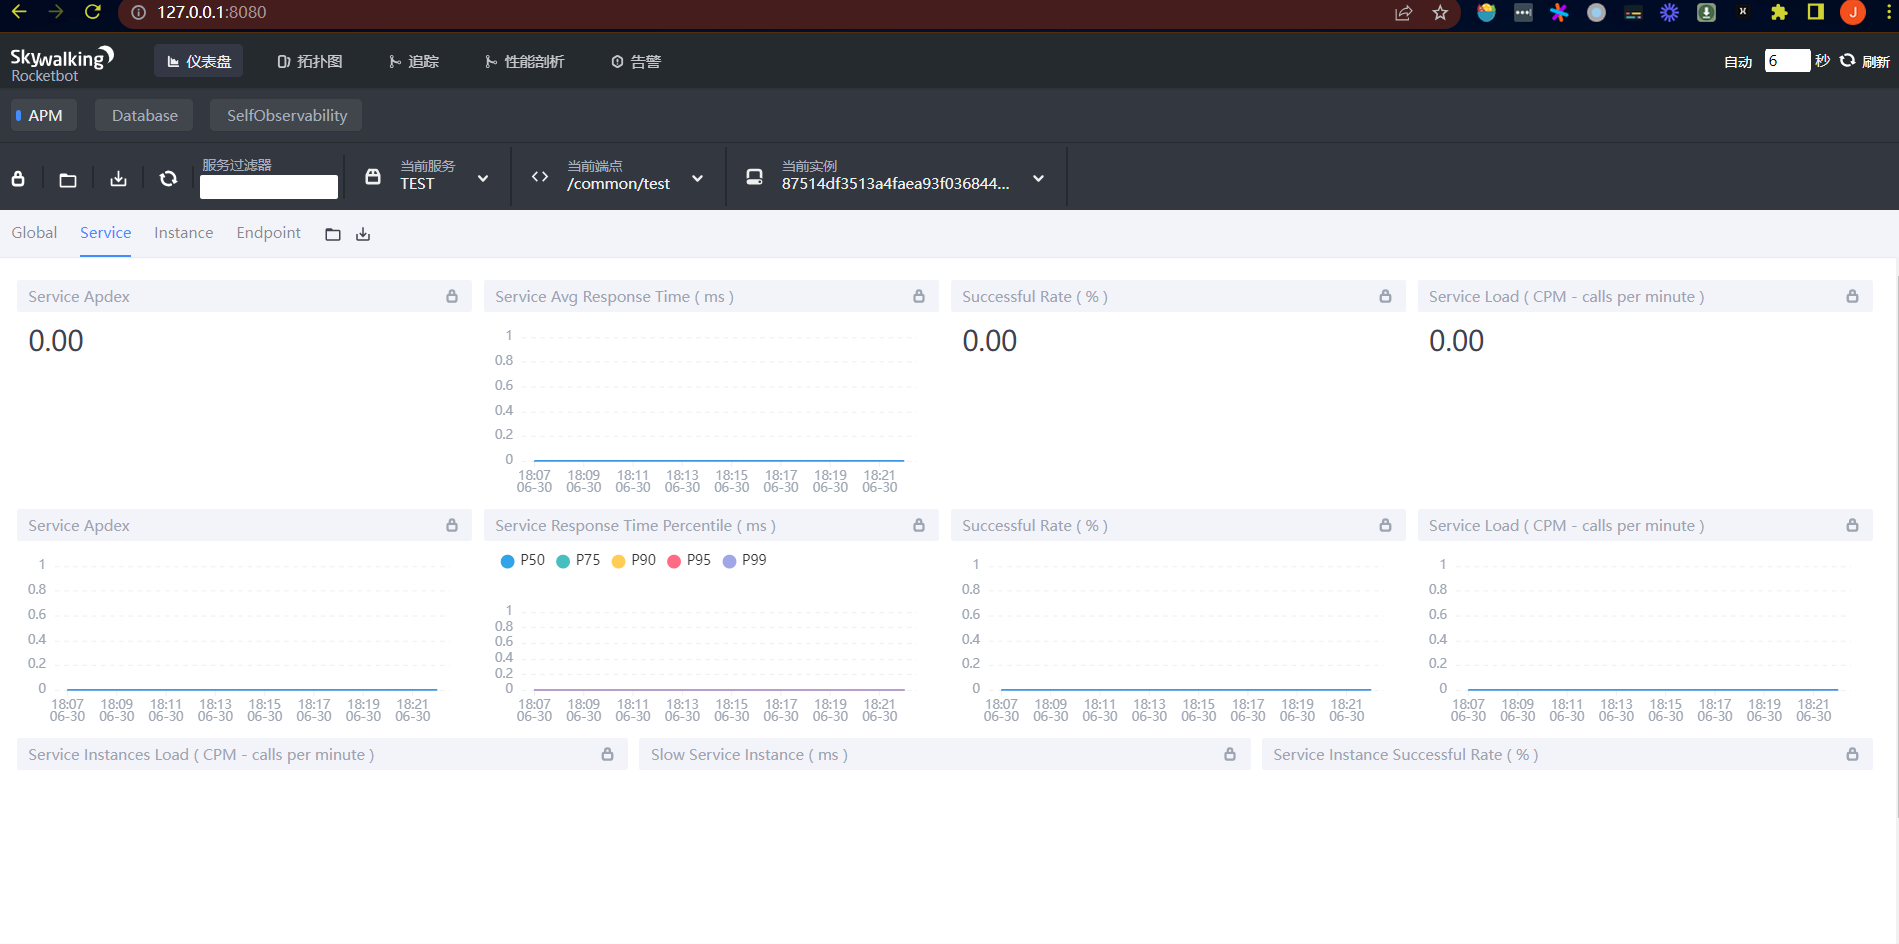 127.0.0.1:8080
J
Skywalking
Rocketbot
仪表盘 拓扑图 追踪 性能剖析 告警
自动 6 秒 刷新
APM Database SelfObservability
服务过滤器 当前服务 当前端点 当前实例
TEST /common/test 87514df3513a4faea93f036844...
Global Service Instance Endpoint
Service Apdex Service Avg Response Time ( ms ) Successful Rate ( % ) Service Load ( CPM - calls per minute )
0.00 0.00 0.00
1
0.8
0.6
0.4
0.2
0
18:07 18:09 18:11 18:13 18:15 18:17 18:19 18:21
06-30 06-30 06-30 06-30 06-30 06-30 06-30 06-30
Service Apdex Service Response Time Percentile ( ms ) Successful Rate ( % ) Service Load ( CPM - calls per minute )
1
0.8
0.6
0.4
0.2
0
18:07 18:09 18:11 18:13 18:15 18:17 18:19 18:21
06-30 06-30 06-30 06-30 06-30 06-30 06-30 06-30
P50 P75 P90 P95 P99
1
0.8
0.6
0.4
0.2
0
18:07 18:09 18:11 18:13 18:15 18:17 18:19 18:21
06-30 06-30 06-30 06-30 06-30 06-30 06-30 06-30
1
0.8
0.6
0.4
0.2
0
18:07 18:09 18:11 18:13 18:15 18:17 18:19 18:21
06-30 06-30 06-30 06-30 06-30 06-30 06-30 06-30
1
0.8
0.6
0.4
0.2
0
18:07 18:09 18:11 18:13 18:15 18:17 18:19 18:21
06-30 06-30 06-30 06-30 06-30 06-30 06-30 06-30
Service Instances Load ( CPM - calls per minute ) Slow Service Instance ( ms ) Service Instance Successful Rate ( % )